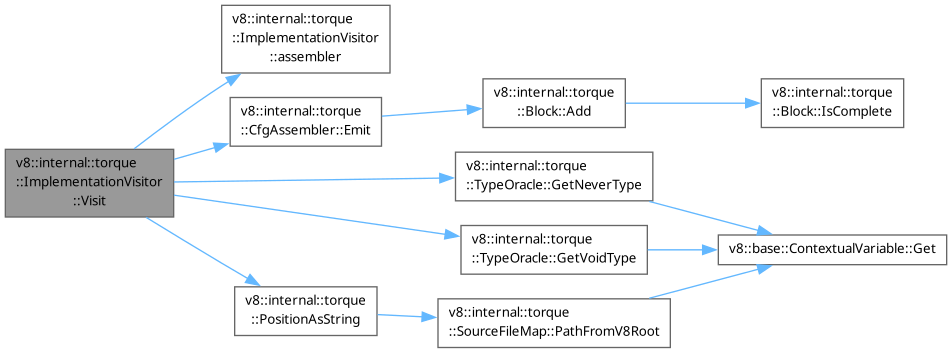 v8::internal::torque
::ImplementationVisitor
::Visit
v8::internal::torque
::ImplementationVisitor
::assembler
v8::internal::torque
::CfgAssembler::Emit
v8::internal::torque
::Block::Add
v8::internal::torque
::Block::IsComplete
v8::internal::torque
::TypeOracle::GetNeverType
v8::internal::torque
::TypeOracle::GetVoidType
v8::base::ContextualVariable::Get
v8::internal::torque
::PositionAsString
v8::internal::torque
::SourceFileMap::PathFromV8Root